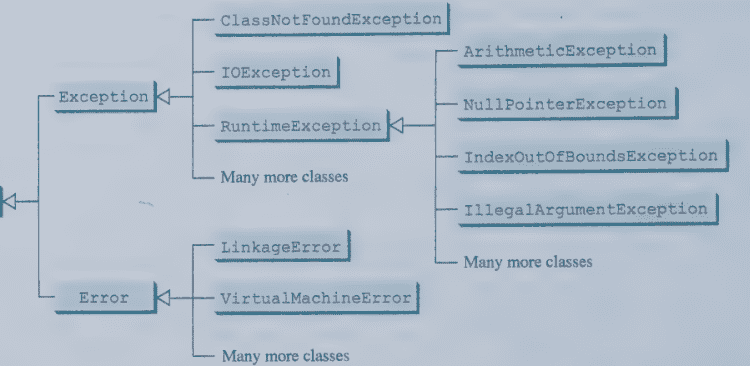 ClassNotFoundException
ArithmeticException
IOException
Exception
NullPointerException
RuntimeException
IndexOutOfBoundsException
Many more classes
IllegalArgumentException
LinkageError
Many more classes
Error
VirtualMachineError
Many more classes